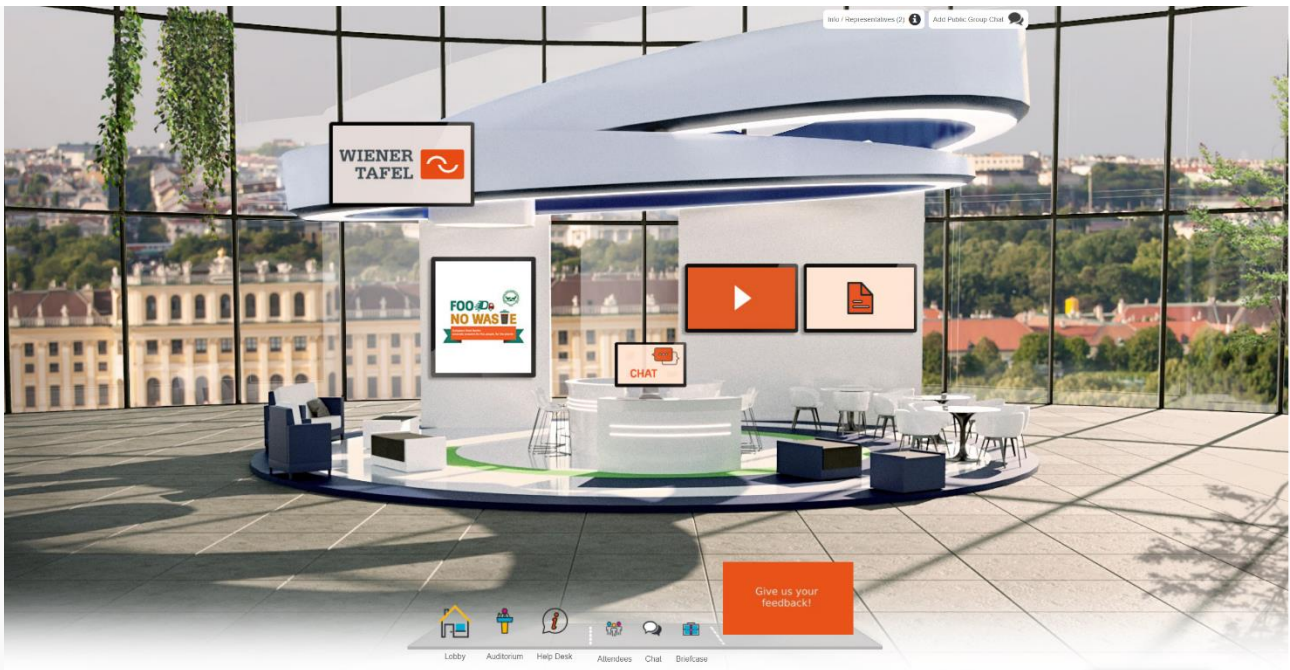 Info / Representatives (2)
Add Public Group Chat
WIENER
TAFEL
FOOD
NO WASTE
CHAT
Give us your
feedback!
Lobby
Auditorium
Help Desk
Attendees
Chat
Briefcase